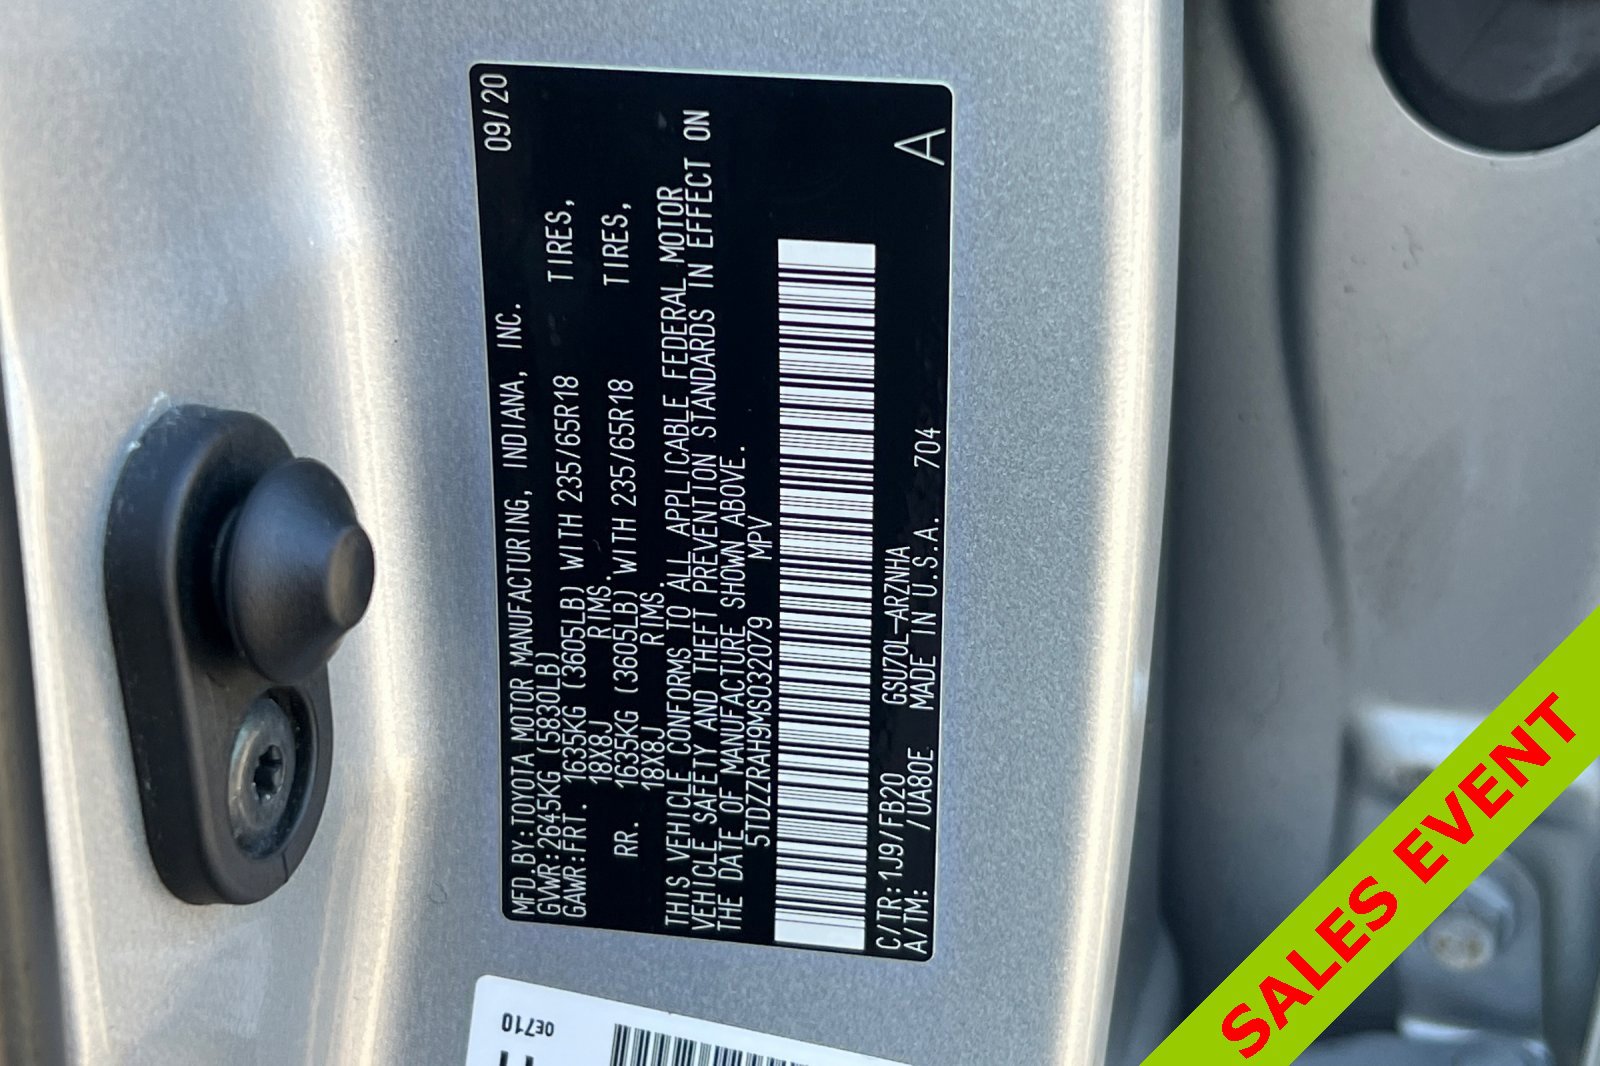 MFD.BY:TOYOTA MOTOR MANUFACTURING, INDIANA, INC. 09/20
GVWR:2645KG (5830LB)
GAWR:FRT. 1635KG (3605LB) WITH 235/65R18 TIRES,
18X8J RIMS.
RR. 1635KG (3605LB) WITH 235/65R18 TIRES,
18X8J RIMS.
THIS VEHICLE CONFORMS TO ALL APPLICABLE FEDERAL MOTOR
VEHICLE SAFETY AND THEFT PREVENTION STANDARDS IN EFFECT ON
THE DATE OF MANUFACTURE SHOWN ABOVE.
5TDZZRAH9MS032079 MPV
A
C/TR:1J9/FB20 GSU70L-ARZNHA
A/TM: /UA80E MADE IN U.S.A. 704
0E710
SALES EVENT